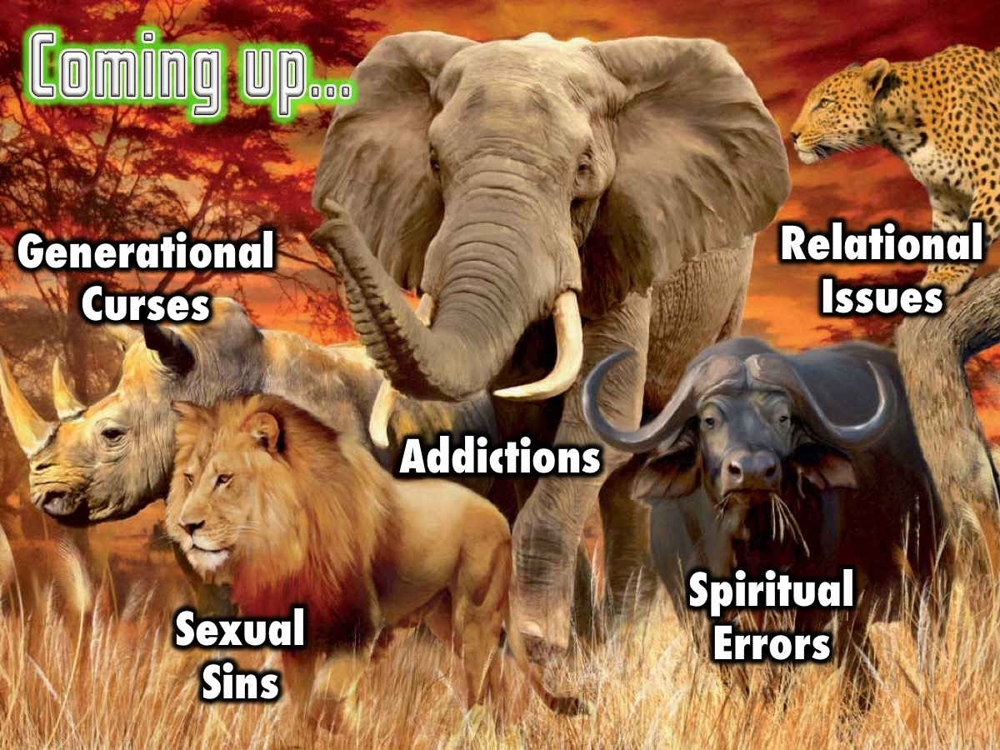 Coming up...
Generational
Curses
Relational
Issues
Addictions
Sexual
Sins
Spiritual
Errors